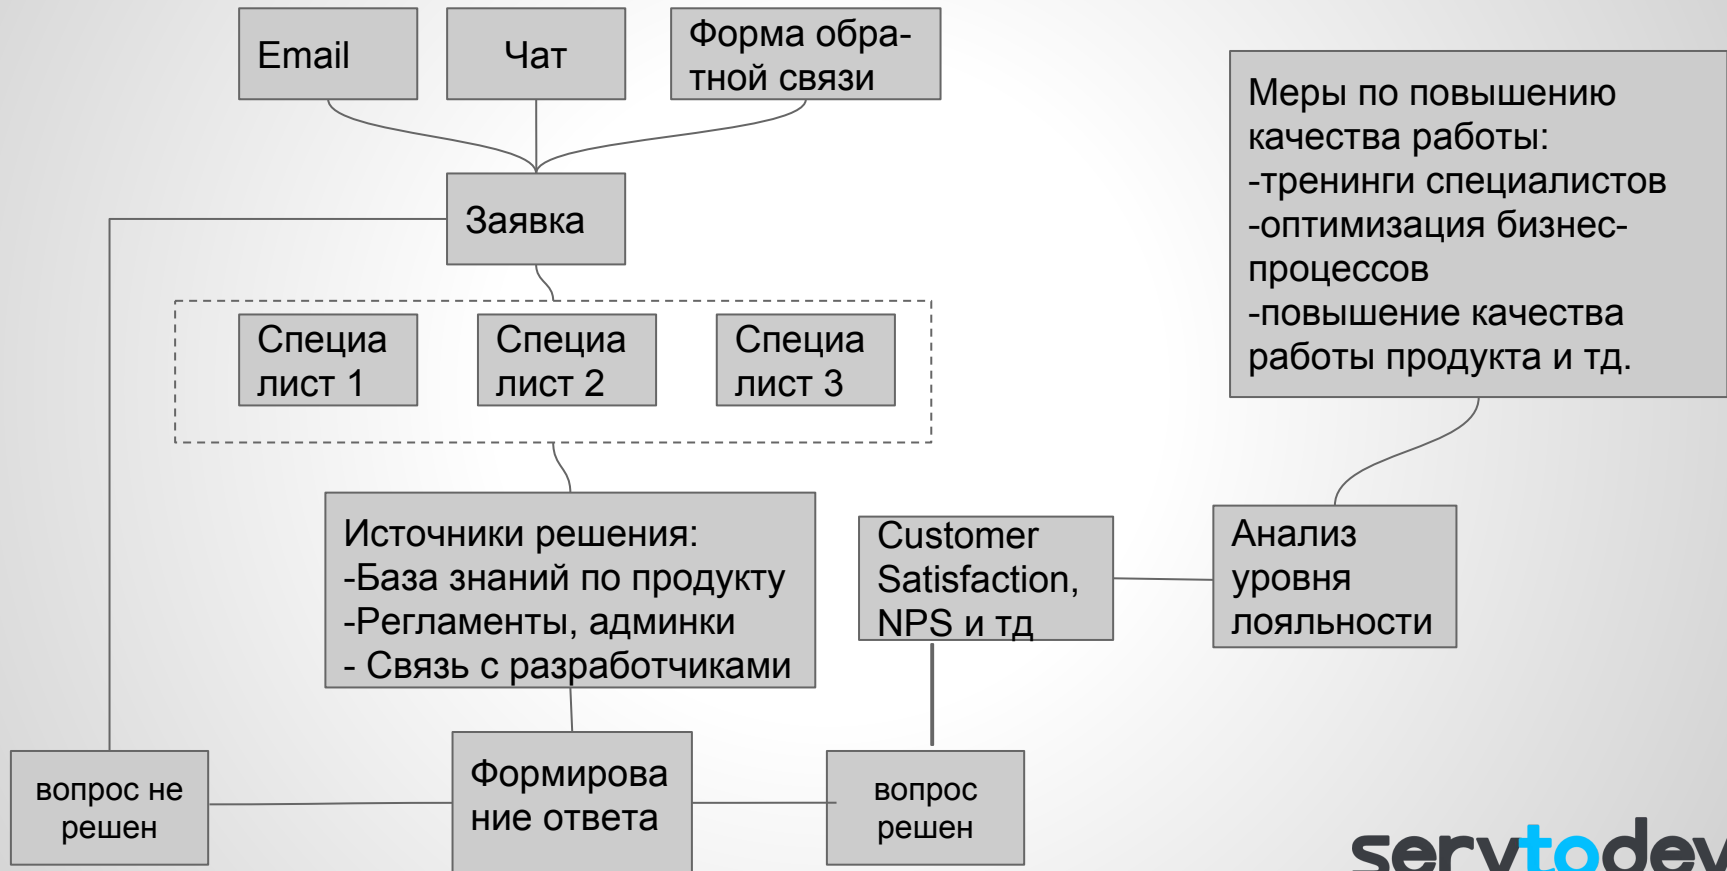 Email
Чат
Форма обра-
тной связи
Заявка
Специа
лист 1
Специа
лист 2
Специа
лист 3
Источники решения:
-База знаний по продукту
-Регламенты, админки
- Связь с разработчиками
вопрос не
решен
Формирова
ние ответа
вопрос
решен
Customer
Satisfaction,
NPS и тд
Анализ
уровня
лояльности
Меры по повышению
качества работы:
-тренинги специалистов
-оптимизация бизнес-
процессов
-повышение качества
работы продукта и тд.
servtodev